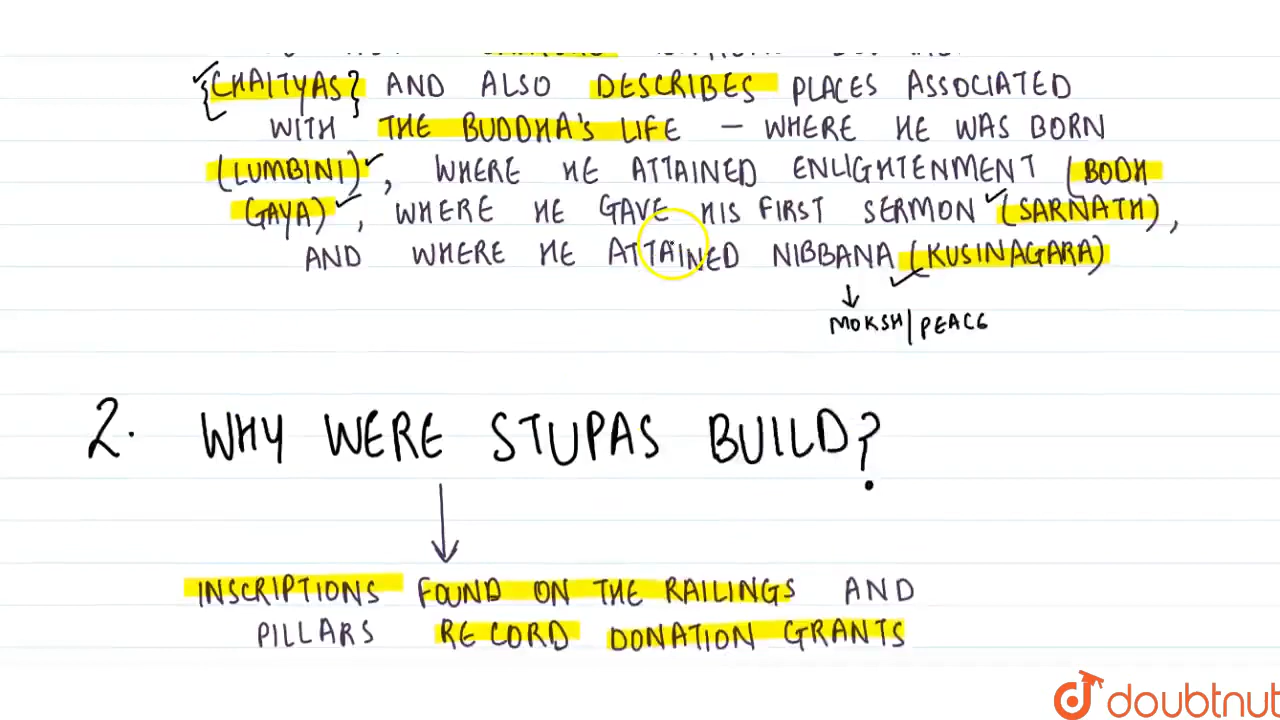 {CHAITYAS} AND ALSO DESCRIBES PLACES ASSOCIATED
WITH THE BUDDHA'S LIFE - WHERE HE WAS BORN
(LUMBINI), WHERE HE ATTAINED ENLIGHTENMENT (BODH
GAYA), WHERE HE GAVE HIS FIRST SERMON (SARNATH),
AND WHERE HE ATTAINED NIBBANA (KUSINAGARA)
MOKSH/PEACE
2. WHY WERE STUPAS BUILD?
INSCRIPTIONS FOUND ON THE RAILINGS AND
PILLARS RECORD DONATION GRANTS
doubtnut